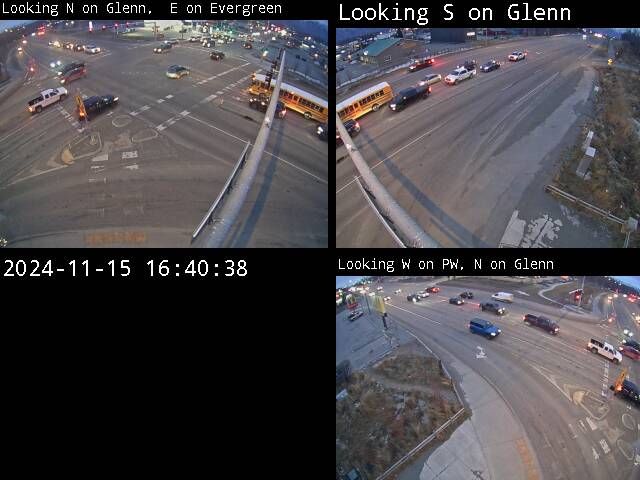 Looking N on Glenn,  E on Evergreen
Looking S on Glenn
2024-11-15 16:40:38
Looking W on PW, N on Glenn